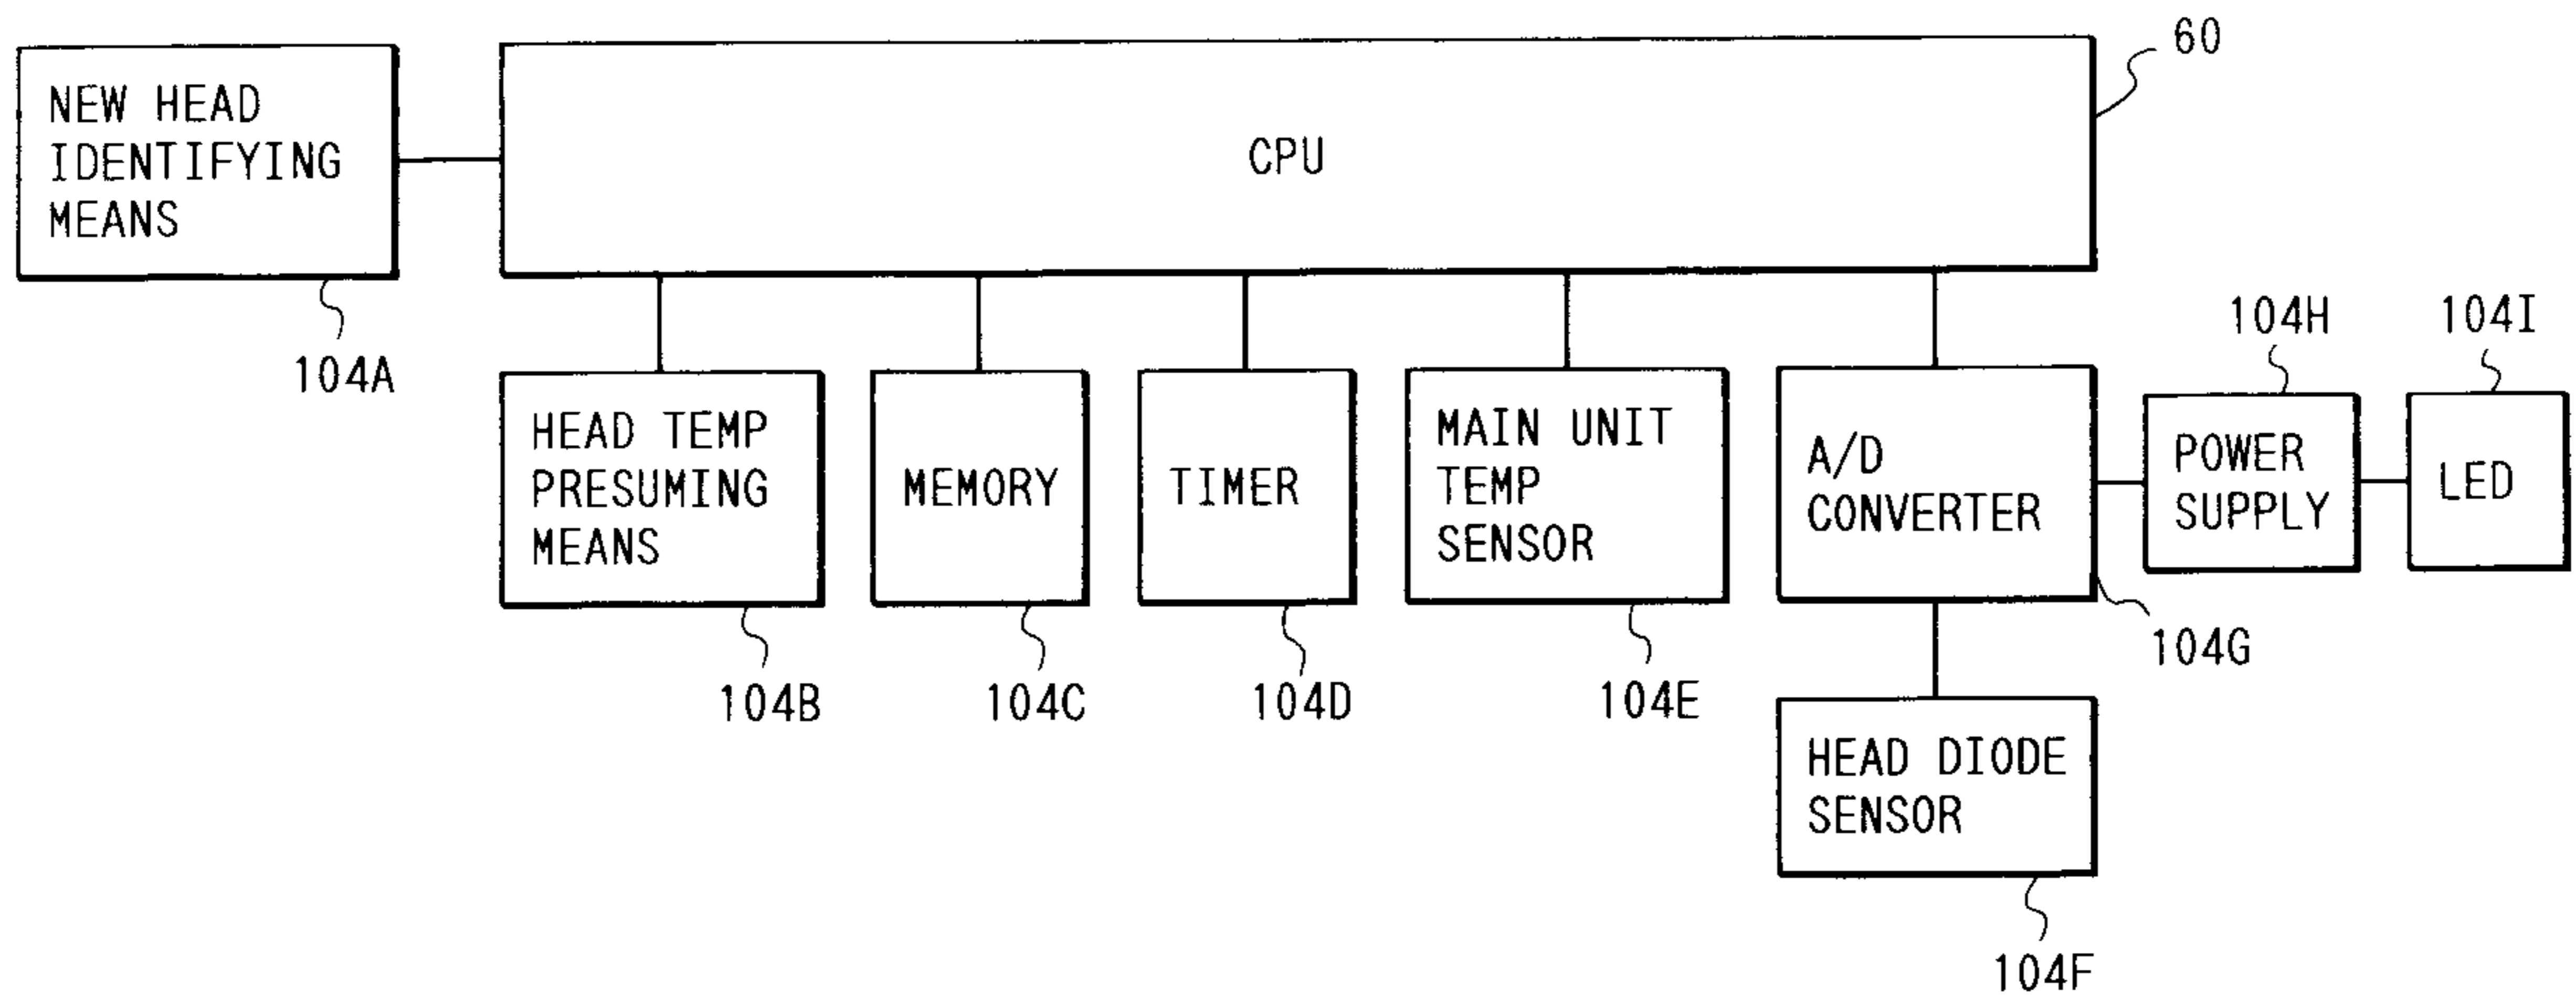 60
NEW HEAD
IDENTIFYING
MEANS
CPU
104A
104H
104I
HEAD TEMP
PRESUMING
MEANS
MEMORY
TIMER
MAIN UNIT
TEMP
SENSOR
A/D
CONVERTER
POWER
SUPPLY
LED
104B
104C
104D
104E
104G
HEAD DIODE
SENSOR
104F